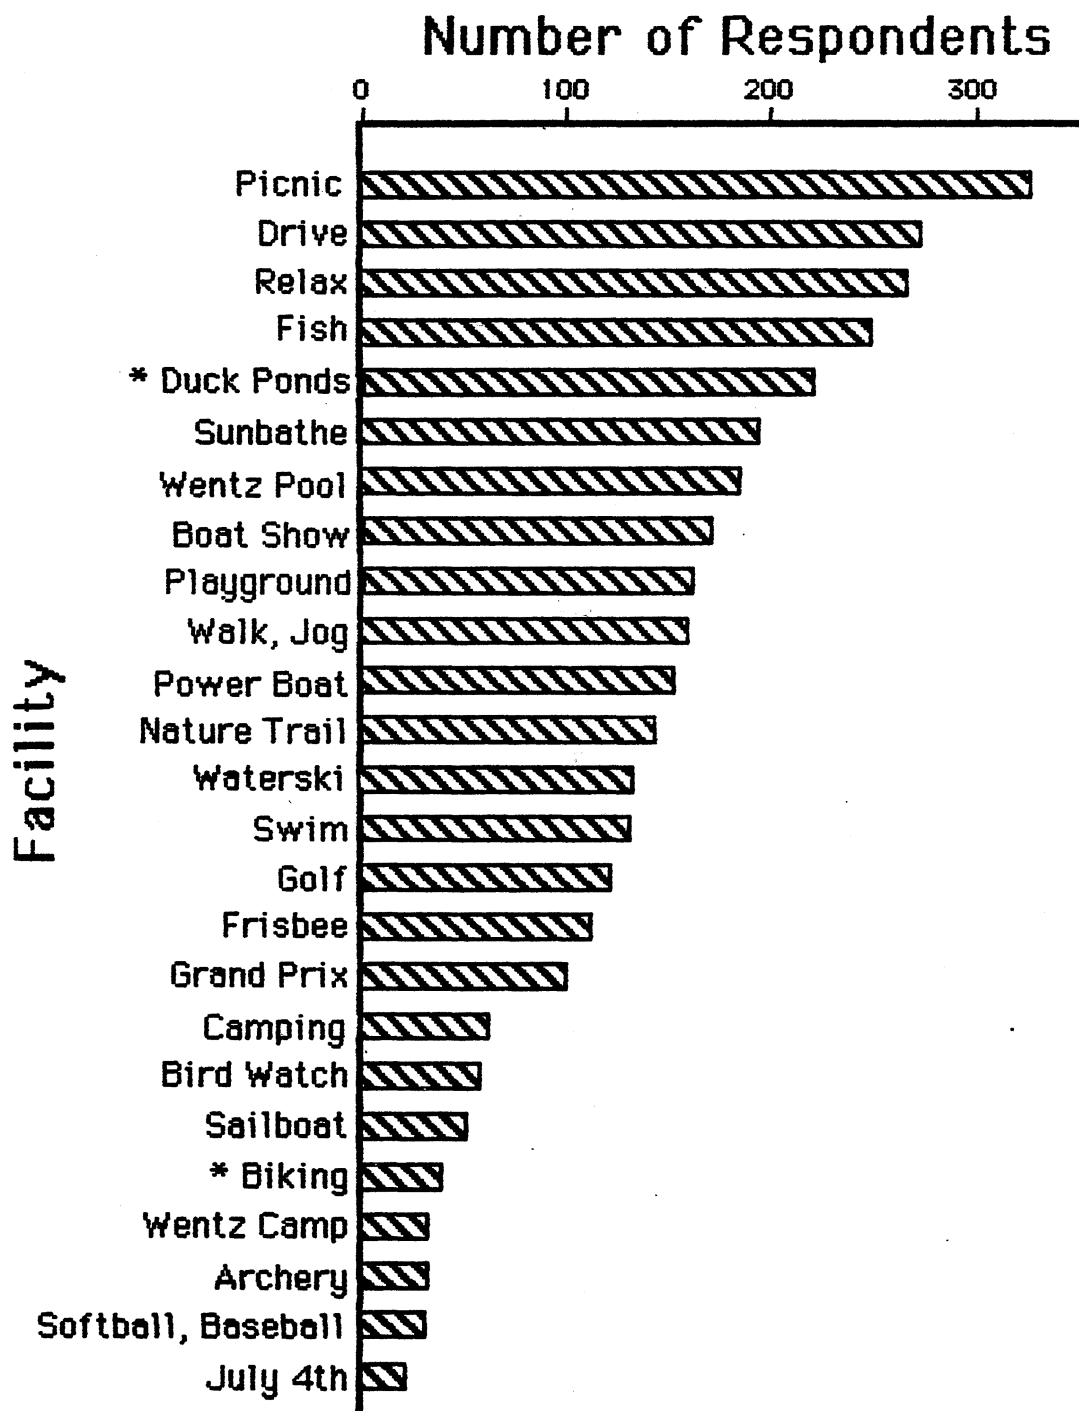 Number of Respondents
0 100 200 300
Facility
Picnic
Drive
Relax
Fish
* Duck Ponds
Sunbathe
Wentz Pool
Boat Show
Playground
Walk, Jog
Power Boat
Nature Trail
Waterski
Swim
Golf
Frisbee
Grand Prix
Camping
Bird Watch
Sailboat
* Biking
Wentz Camp
Archery
Softball, Baseball
July 4th